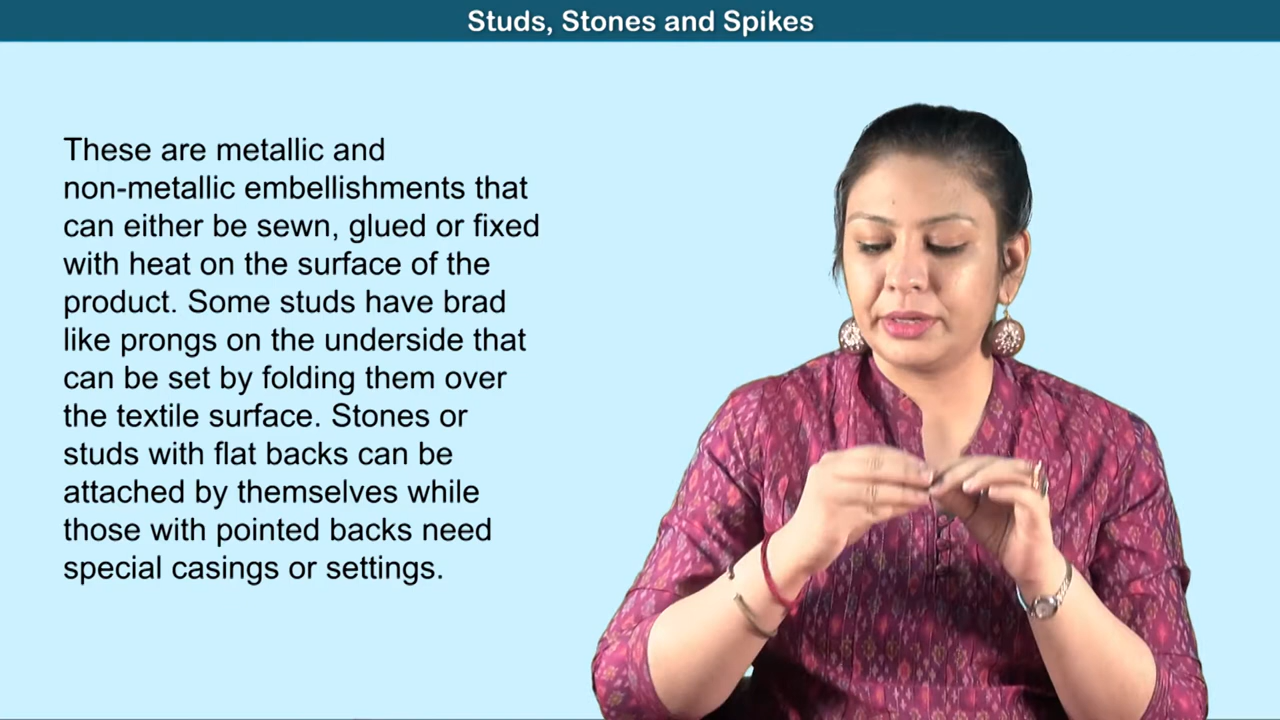 Studs, Stones and Spikes
These are metallic and
non-metallic embellishments that
can either be sewn, glued or fixed
with heat on the surface of the
product. Some studs have brad
like prongs on the underside that
can be set by folding them over
the textile surface. Stones or
studs with flat backs can be
attached by themselves while
those with pointed backs need
special casings or settings.